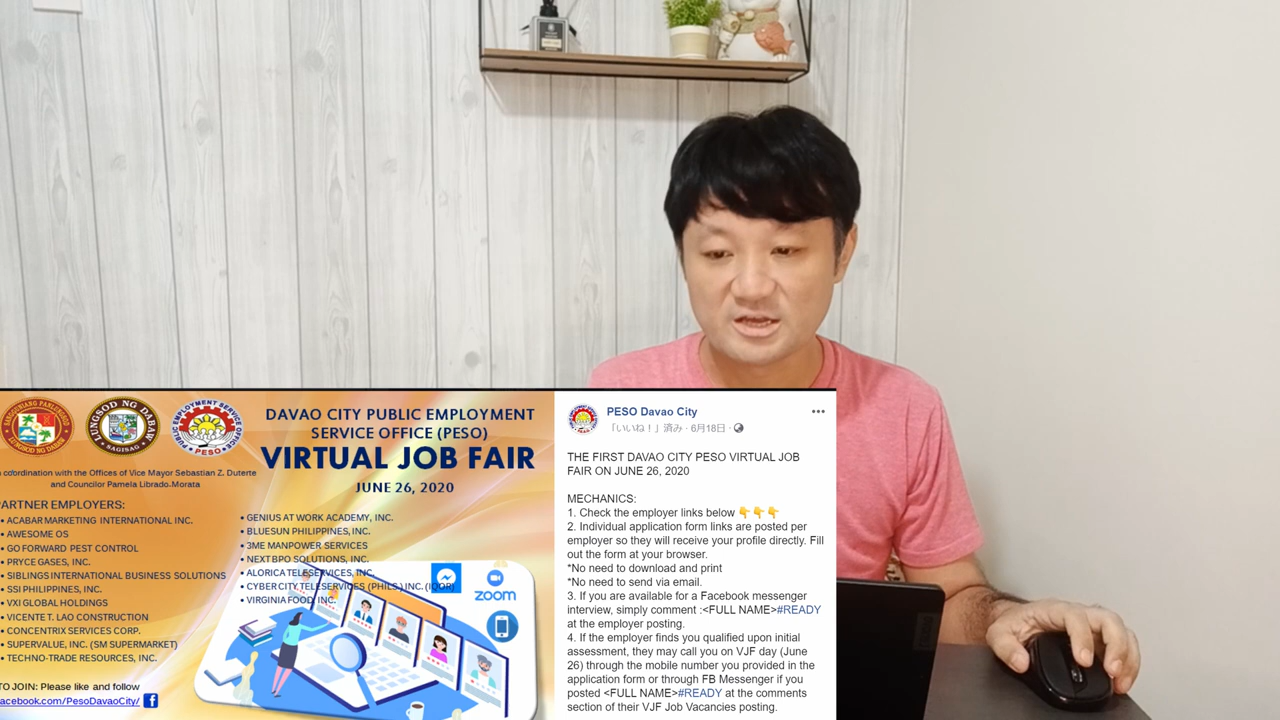 DAVAO CITY PUBLIC EMPLOYMENT
SERVICE OFFICE (PESO)
VIRTUAL JOB FAIR
JUNE 26, 2020
LUNGSOD NG DABAW
SAGISAG
PUBLIC EMPLOYMENT SERVICE OFFICE
PESO
coordination with the Offices of Vice Mayor Sebastian Z. Duterte
and Councilor Pamela Librado-Morata
PARTNER EMPLOYERS:
• ACABAR MARKETING INTERNATIONAL INC.
• AWESOME OS
• GO FORWARD PEST CONTROL
• PRYCE GASES, INC.
• SIBLINGS INTERNATIONAL BUSINESS SOLUTIONS
• SSI PHILIPPINES, INC.
• VXI GLOBAL HOLDINGS
• VICENTE T. LAO CONSTRUCTION
• CONCENTRIX SERVICES CORP.
• SUPERVALUE, INC. (SM SUPERMARKET)
• TECHNO-TRADE RESOURCES, INC.
• GENIUS AT WORK ACADEMY, INC.
• BLUESUN PHILIPPINES, INC.
• 3ME MANPOWER SERVICES
• NEXT BPO SOLUTIONS, INC.
• ALORICA TELESERVICES, INC.
• CYBER CITY TELESERVICES (PHILS.) INC. (IQOR)
• VIRGINIA FOOD, INC.
zoom
TO JOIN: Please like and follow
facebook.com/PesoDavaoCity/
PESO Davao City
「いいね！」済み · 6月18日 ·
THE FIRST DAVAO CITY PESO VIRTUAL JOB
FAIR ON JUNE 26, 2020
MECHANICS:
1. Check the employer links below 👇👇👇
2. Individual application form links are posted per
employer so they will receive your profile directly. Fill
out the form at your browser.
*No need to download and print
*No need to send via email.
3. If you are available for a Facebook messenger
interview, simply comment :<FULL NAME>#READY
at the employer posting.
4. If the employer finds you qualified upon initial
assessment, they may call you on VJF day (June
26) through the mobile number you provided in the
application form or through FB Messenger if you
posted <FULL NAME>#READY at the comments
section of their VJF Job Vacancies posting.